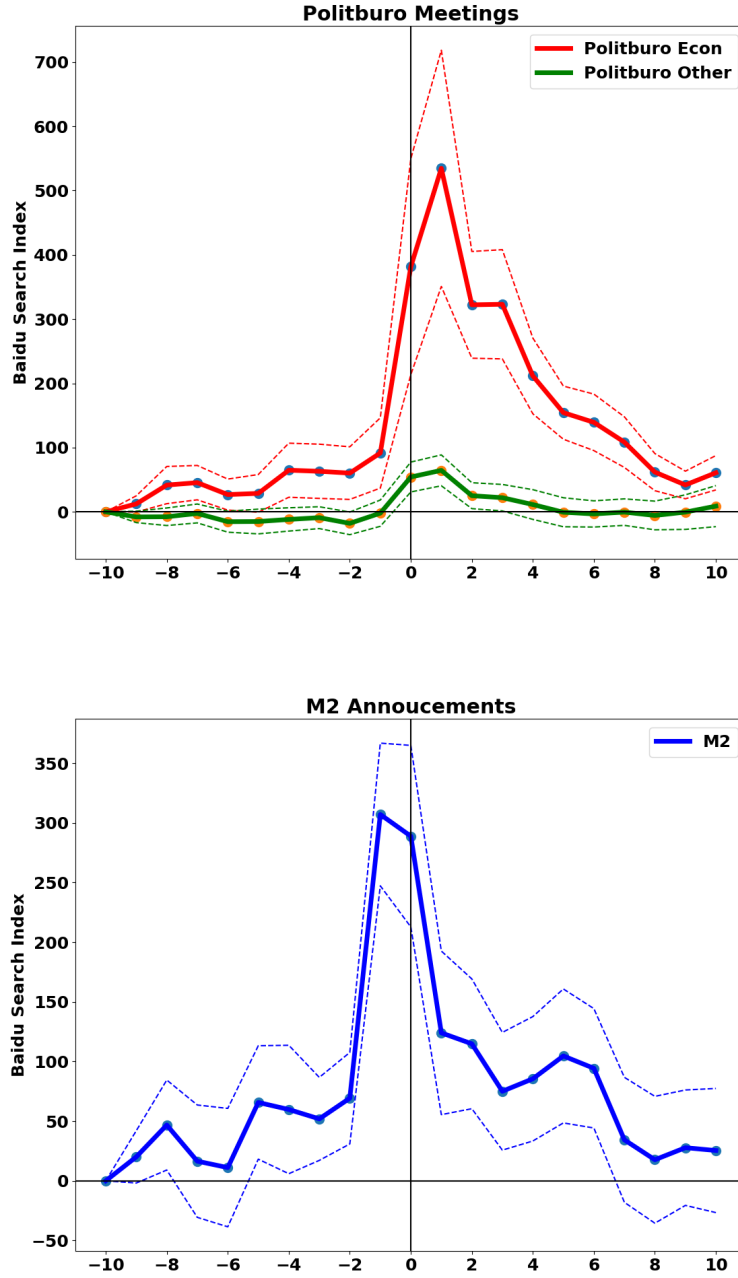 Politburo Meetings
Politburo Econ
Politburo Other
Baidu Search Index
700
600
500
400
300
200
100
0
−10 −8 −6 −4 −2 0 2 4 6 8 10
M2 Annoucements
M2
Baidu Search Index
350
300
250
200
150
100
50
0
−50
−10 −8 −6 −4 −2 0 2 4 6 8 10